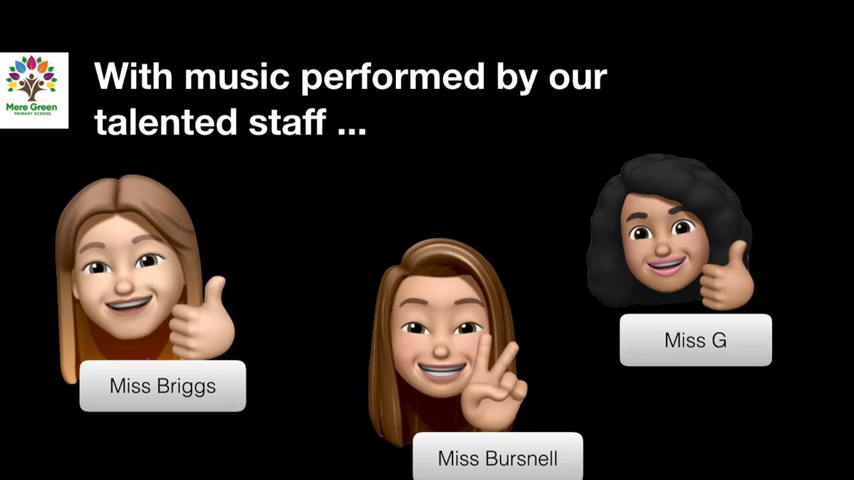 With music performed by our
talented staff ...
Mere Green
PRIMARY SCHOOL
Miss G
Miss Briggs
Miss Bursnell